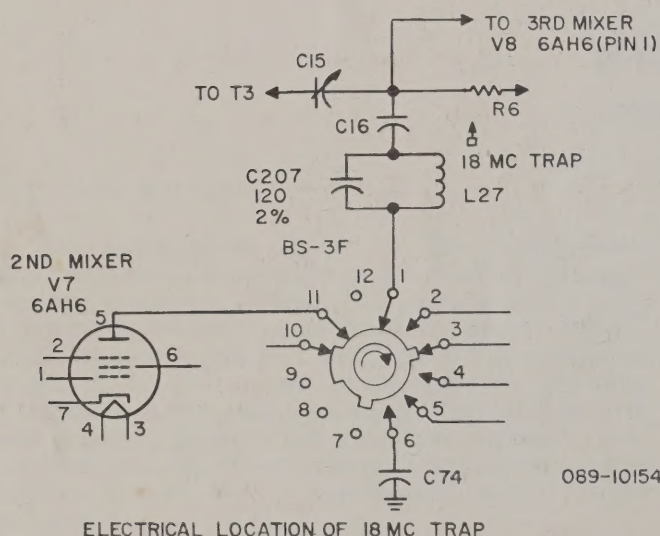 TO 3RD MIXER
V8 6AH6(PIN 1)
C15
TO T3
R6
C16
18 MC TRAP
C207
120
2%
L27
BS-3F
2ND MIXER
V7
6AH6
12
1
11
2
5
10
3
2
6
1
9
4
8
5
7
4
3
7
6
C74
089-10154
ELECTRICAL LOCATION OF 18 MC TRAP